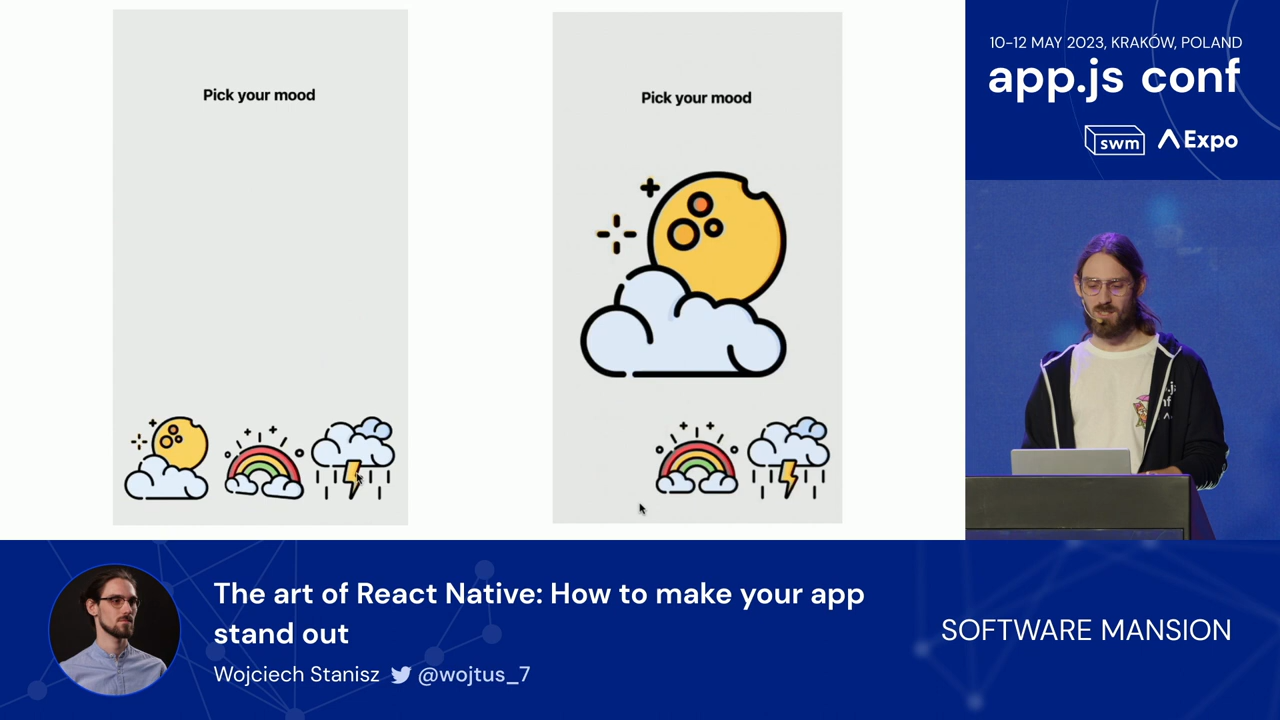 Pick your mood
Pick your mood
10-12 MAY 2023, KRAKÓW, POLAND
app.js conf
swm
Expo
The art of React Native: How to make your app
stand out
Wojciech Stanisz @wojtus_7
SOFTWARE MANSION